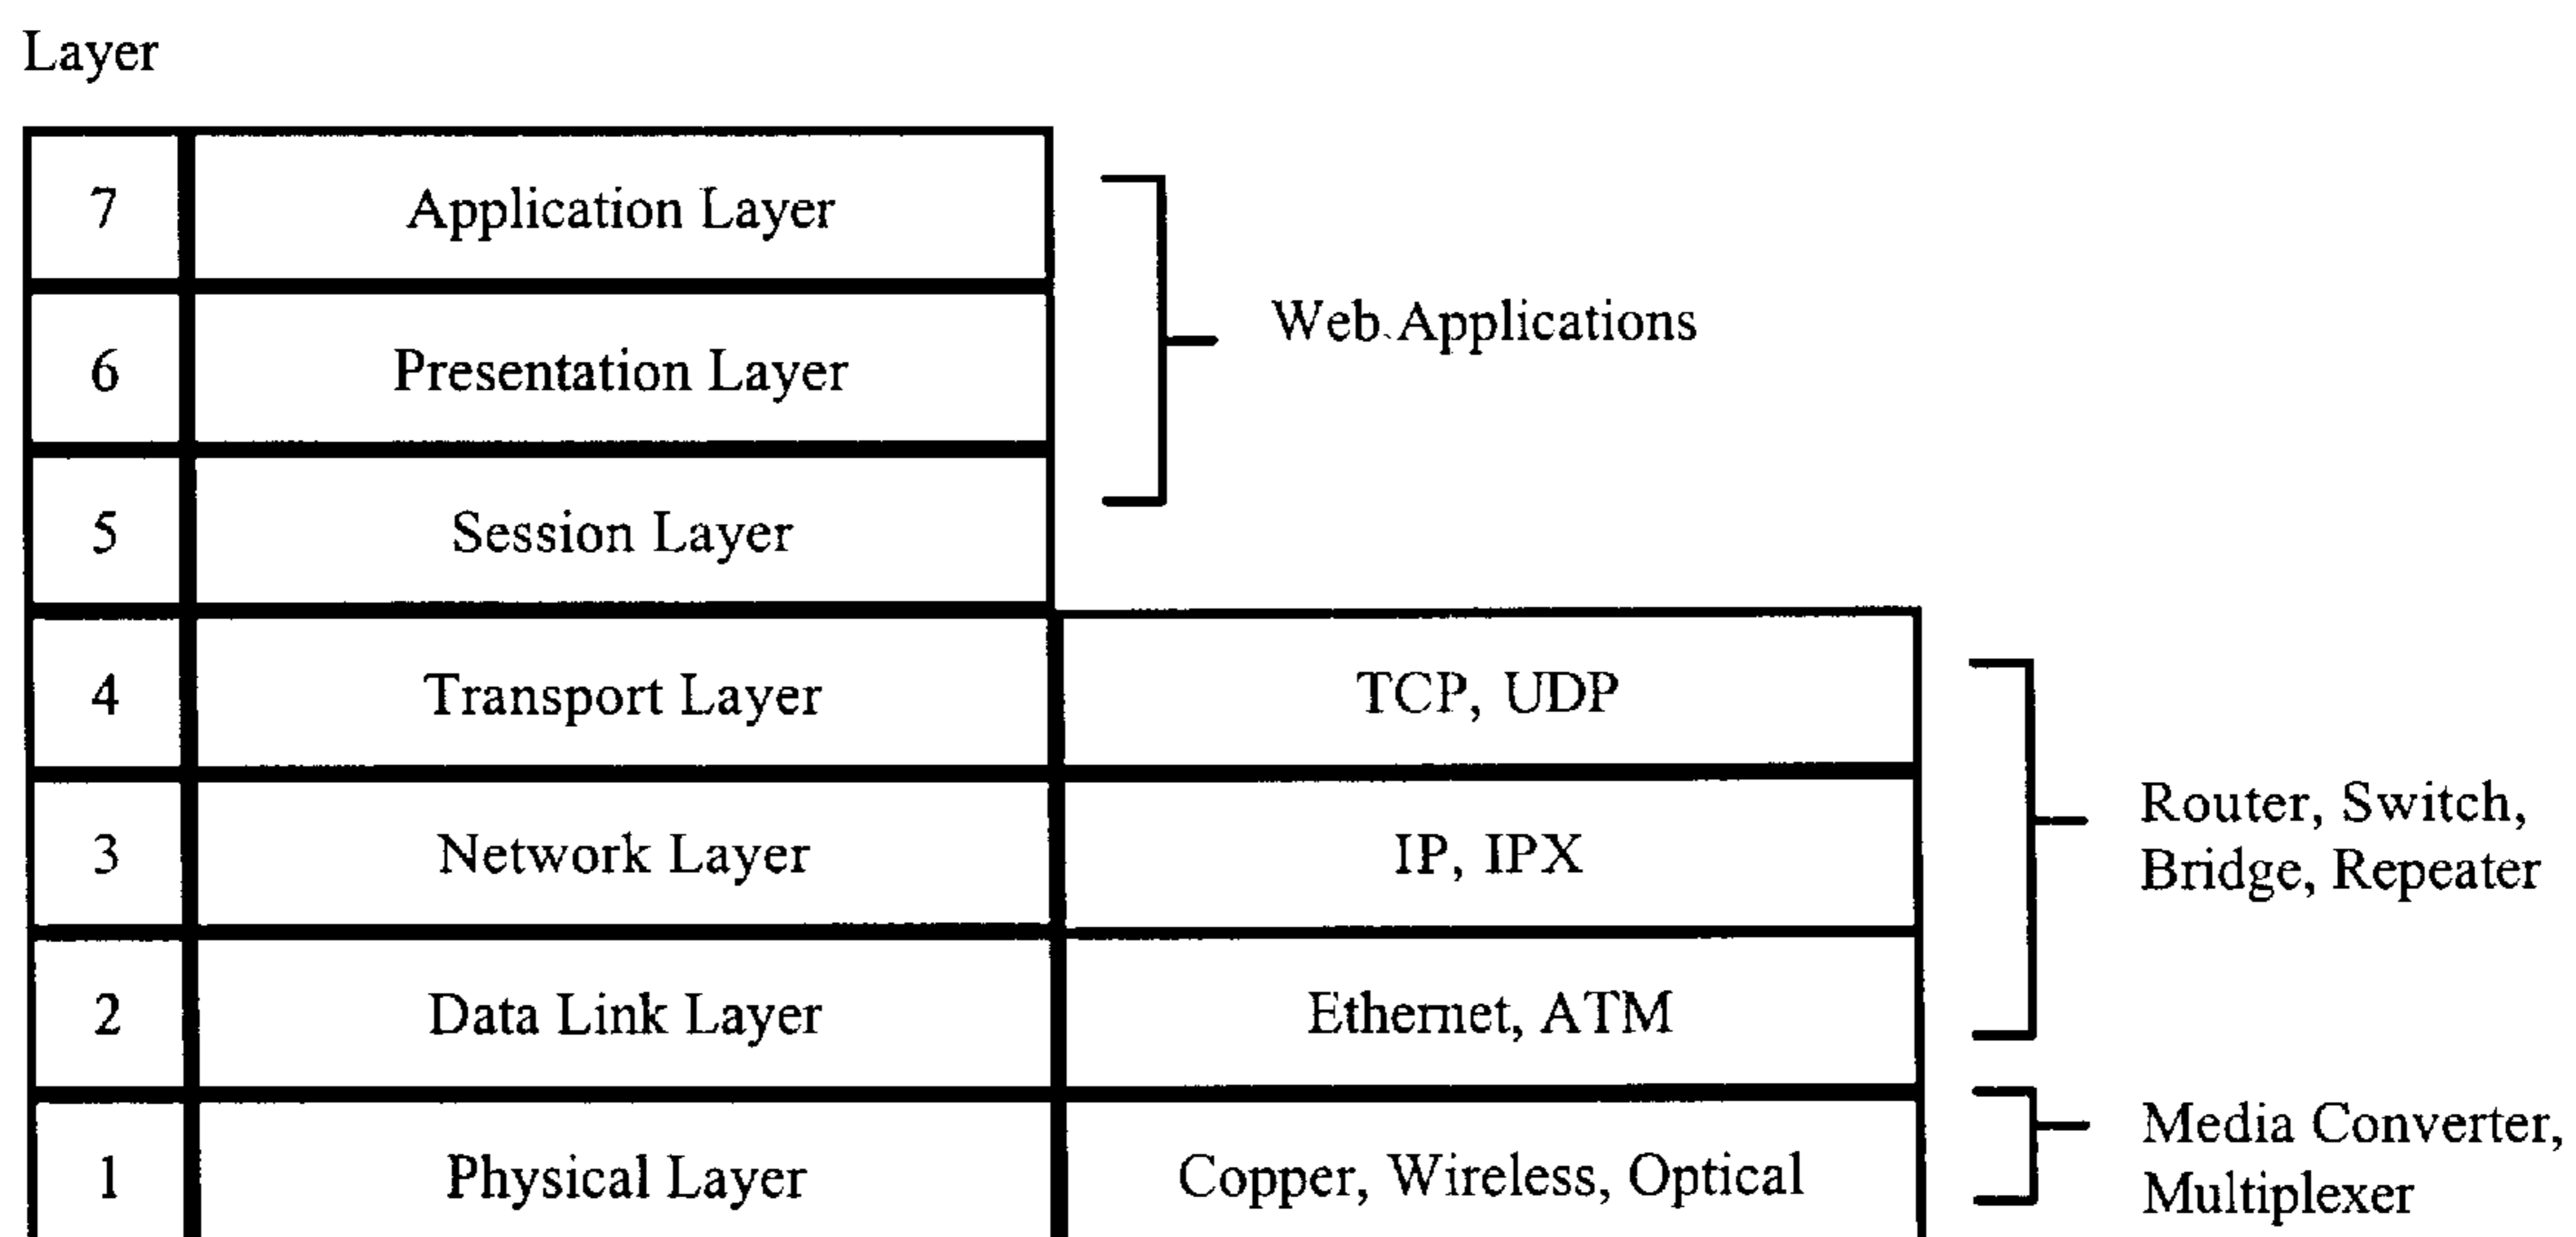 Layer
7 Application Layer
6 Presentation Layer
5 Session Layer
Web Applications
4 Transport Layer TCP, UDP
3 Network Layer IP, IPX
2 Data Link Layer Ethernet, ATM
Router, Switch,
Bridge, Repeater
1 Physical Layer Copper, Wireless, Optical
Media Converter,
Multiplexer